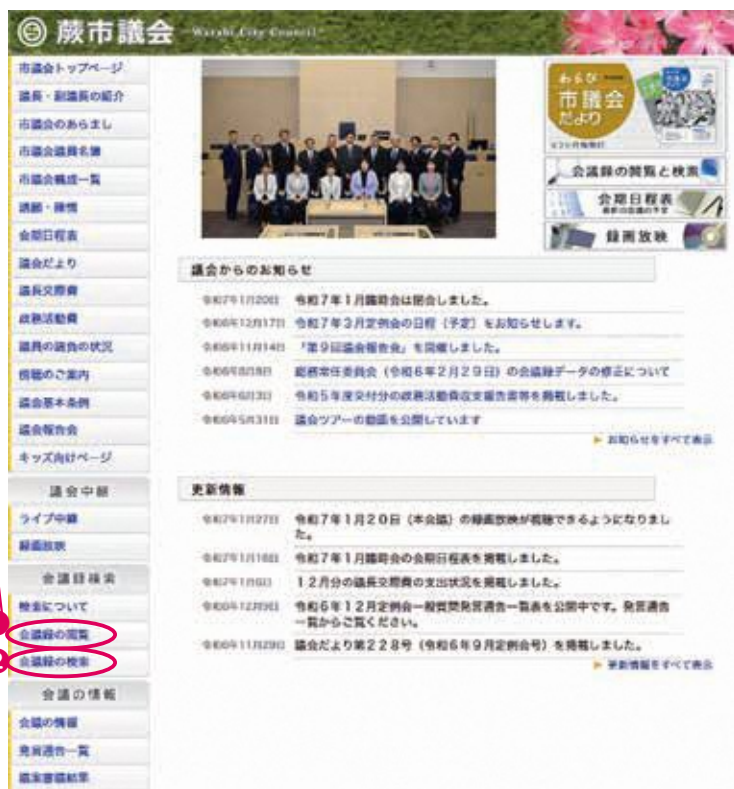 蕨市議会 Warabi City Council
市議会トップページ
議長・副議長の紹介
市議会のあらまし
市議会議員名簿
市議会構成一覧
請願・陳情
会期日程表
議会だより
議長交際費
政務活動費
議員の請負の状況
傍聴のご案内
議会基本条例
議会報告会
キッズ向けページ
議会中継
ライブ中継
録画放映
会議録検索
検索について
会議録の閲覧
会議録の検索
会議の情報
会議の情報
発言通告一覧
議案審議結果
わらび
市議会
だより
会議録の閲覧と検索
会期日程表
録画放映
議会からのお知らせ
令和7年1月20日 令和7年1月臨時会は閉会しました。
令和6年12月17日 令和7年3月定例会の日程(予定)をお知らせします。
令和6年11月14日 「第9回議会報告会」を開催しました。
令和6年8月8日 総務常任委員会(令和6年2月29日)の会議録データの修正について
令和6年6月3日 令和5年度交付分の政務活動費収支報告書等を掲載しました。
令和6年5月31日 議会ツアーの動画を公開しています
お知らせをすべて表示
更新情報
令和7年1月27日 令和7年1月20日(本会議)の録画放映が視聴できるようになりまし
た。
令和7年1月16日 令和7年1月臨時会の会期日程表を掲載しました。
令和7年1月6日 12月分の議長交際費の支出状況を掲載しました。
令和6年12月9日 令和6年12月定例会一般質問発言通告一覧表を公開中です。発言通告
一覧からご覧ください。
令和6年11月29日 議会だより第228号(令和6年9月定例会号)を掲載しました。
更新情報をすべて表示